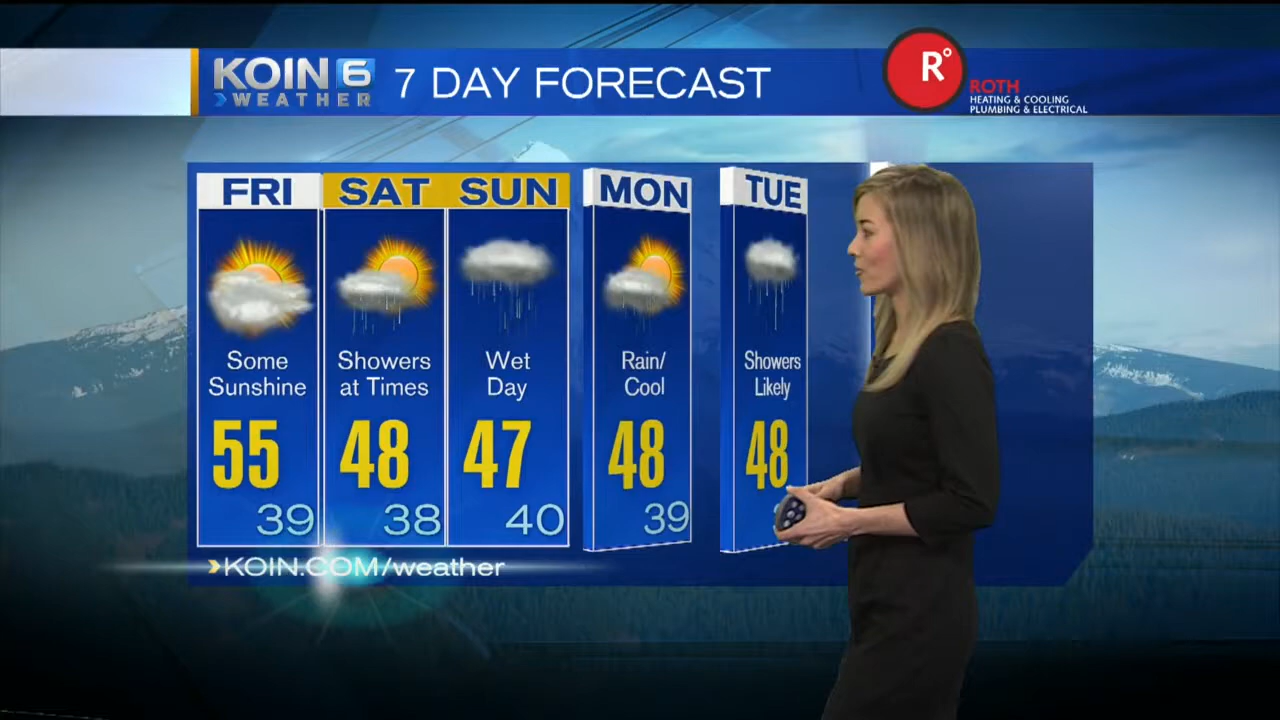 KOIN 6
WEATHER
7 DAY FORECAST
R°
ROTH
HEATING & COOLING
PLUMBING & ELECTRICAL
FRI
SAT
SUN
MON
TUE
Some
Sunshine
Showers
at Times
Wet
Day
Rain/
Cool
Showers
Likely
55
48
47
48
48
39
38
40
39
KOIN.COM/weather